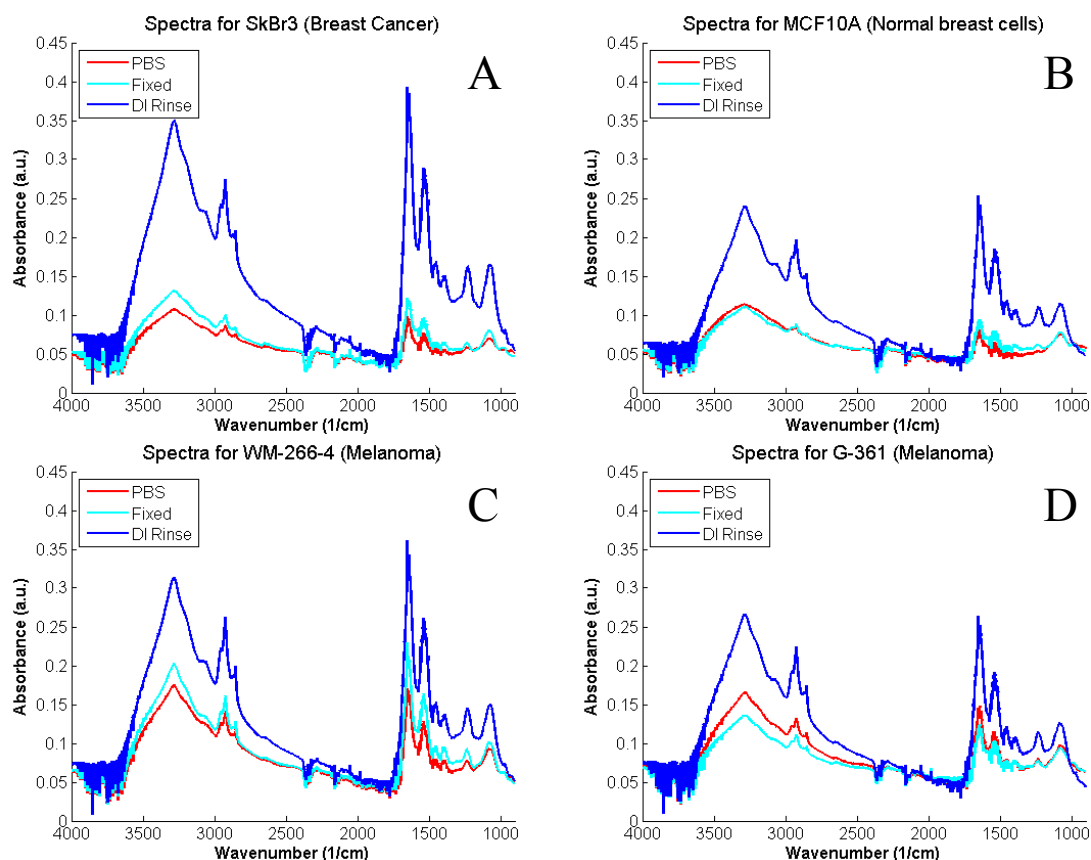 Spectra for SkBr3 (Breast Cancer)
A
PBS
Fixed
DI Rinse
0.45
0.4
0.35
0.3
0.25
0.2
0.15
0.1
0.05
0
Absorbance (a.u.)
4000 3500 3000 2500 2000 1500 1000
Wavenumber (1/cm)
Spectra for MCF10A (Normal breast cells)
B
PBS
Fixed
DI Rinse
0.45
0.4
0.35
0.3
0.25
0.2
0.15
0.1
0.05
0
Absorbance (a.u.)
4000 3500 3000 2500 2000 1500 1000
Wavenumber (1/cm)
Spectra for WM-266-4 (Melanoma)
C
PBS
Fixed
DI Rinse
0.45
0.4
0.35
0.3
0.25
0.2
0.15
0.1
0.05
0
Absorbance (a.u.)
4000 3500 3000 2500 2000 1500 1000
Wavenumber (1/cm)
Spectra for G-361 (Melanoma)
D
PBS
Fixed
DI Rinse
0.45
0.4
0.35
0.3
0.25
0.2
0.15
0.1
0.05
0
Absorbance (a.u.)
4000 3500 3000 2500 2000 1500 1000
Wavenumber (1/cm)